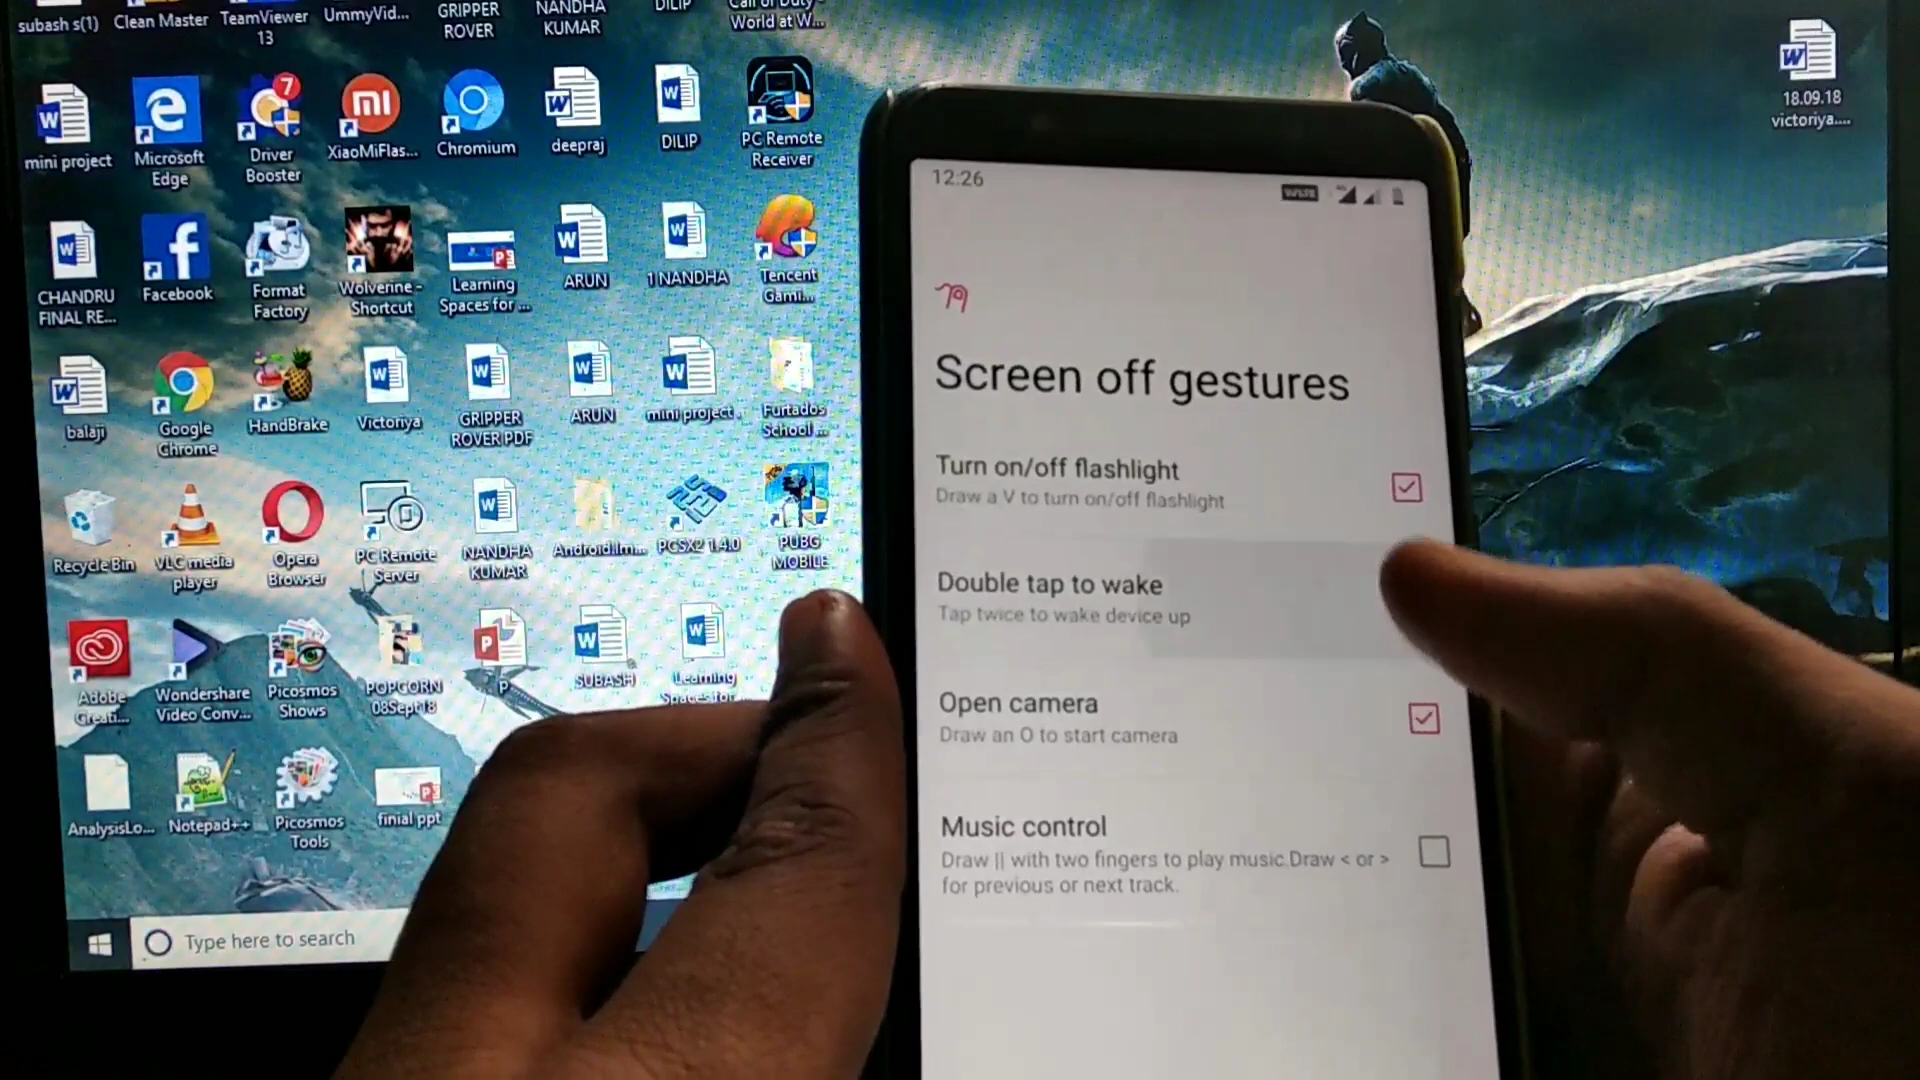 subash s(1)
Clean Master
TeamViewer
13
UmmyVid...
GRIPPER
ROVER
NANDHA
KUMAR
DILIP
Call of Duty -
World at W...
mini project
Microsoft
Edge
7
Driver
Booster
mi
XiaoMiFlas...
Chromium
deepraj
DILIP
PC Remote
Receiver
18.09.18
victoriya....
CHANDRU
FINAL RE...
Facebook
Format
Factory
Wolverine -
Shortcut
Learning
Spaces for ...
ARUN
1 NANDHA
Tencent
Gami...
balaji
Google
Chrome
HandBrake
Victoriya
GRIPPER
ROVER PDF
ARUN
mini project .
Furtados
School ...
Recycle Bin
VLC media
player
Opera
Browser
PC Remote
Server
NANDHA
KUMAR
Android.Im...
PCSX2 1.4.0
PUBG
MOBILE
Adobe
Creati...
Wondershare
Video Conv...
Picosmos
Shows
POPCORN
08Sept18
P
SUBASH
Learning
Spaces for
AnalysisLo...
Notepad++
Picosmos
Tools
finial ppt
Type here to search
12:26
VoLTE
Screen off gestures
Turn on/off flashlight
Draw a V to turn on/off flashlight
Double tap to wake
Tap twice to wake device up
Open camera
Draw an O to start camera
Music control
Draw || with two fingers to play music.Draw < or >
for previous or next track.